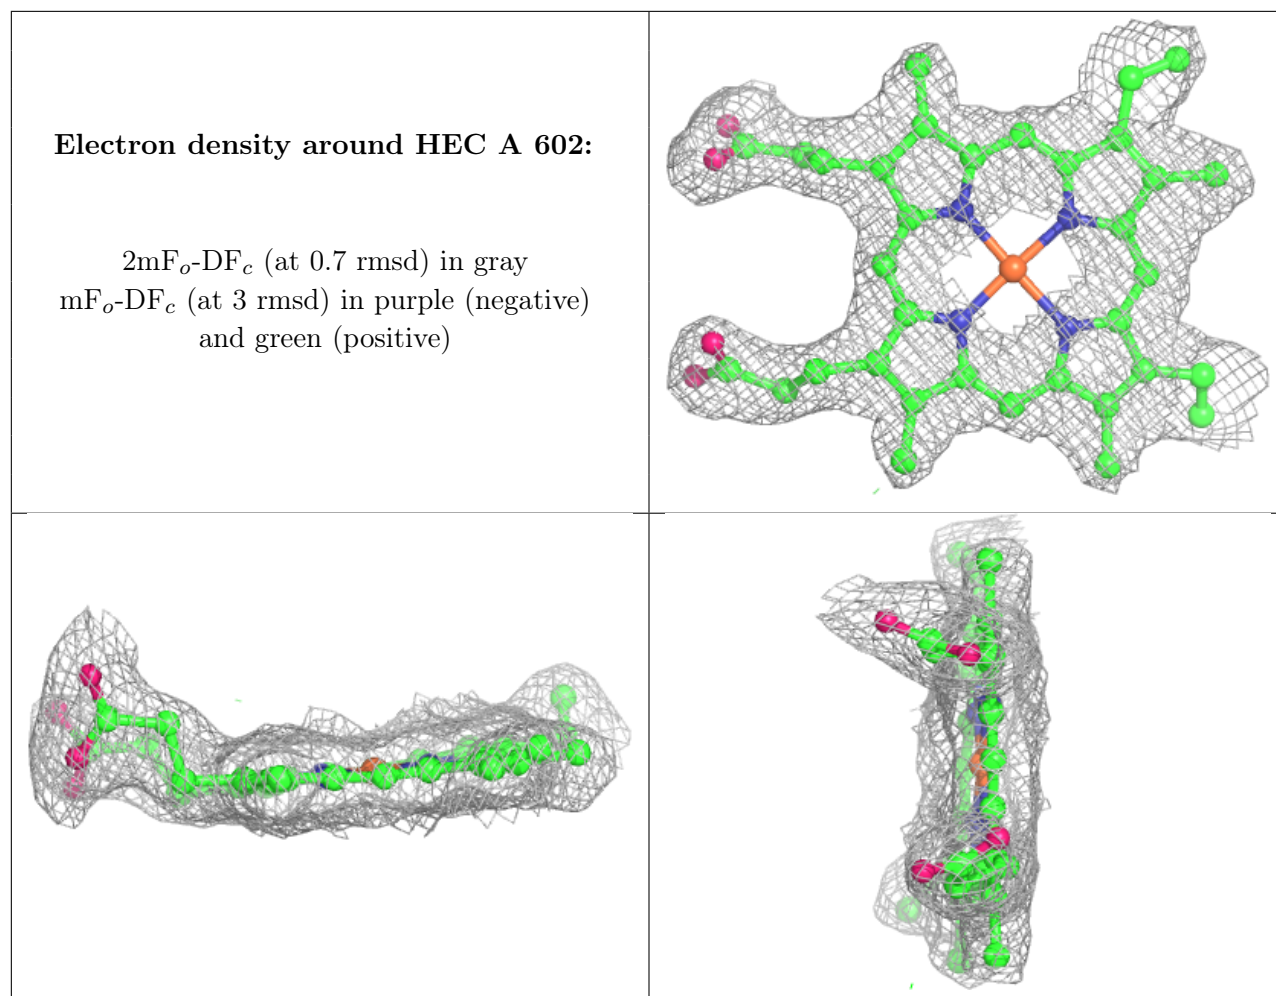 Electron density around HEC A 602:
2mFo-DFc (at 0.7 rmsd) in gray
mFo-DFc (at 3 rmsd) in purple (negative)
and green (positive)